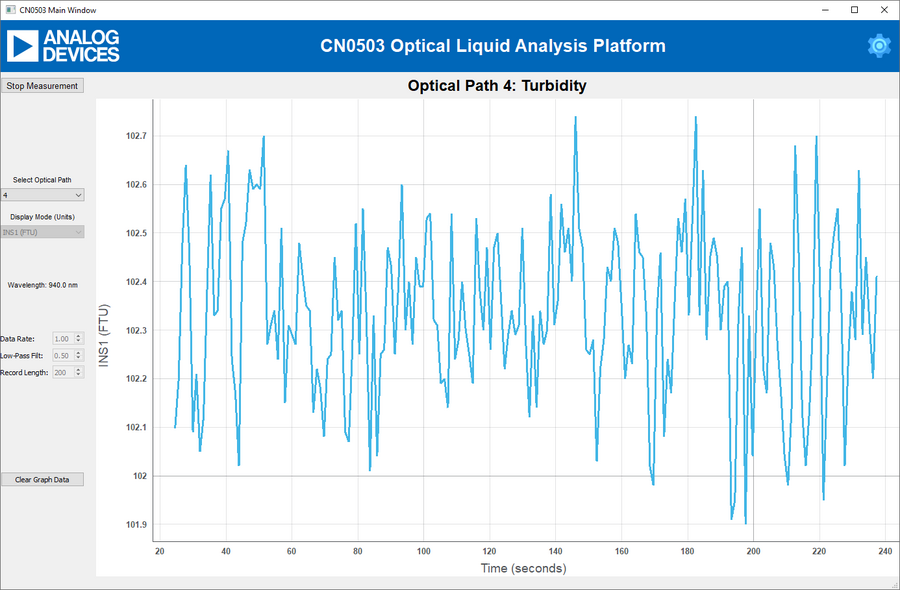 CN0503 Main Window
ANALOG
DEVICES
CN0503 Optical Liquid Analysis Platform
Stop Measurement
Optical Path 4: Turbidity
Select Optical Path
4
Display Mode (Units)
INS1 (FTU)
Wavelength: 940.0 nm
Data Rate: 1.00
Low-Pass Filt: 0.50
Record Length: 200
Clear Graph Data
INS1 (FTU)
102.7
102.6
102.5
102.4
102.3
102.2
102.1
102
101.9
20 40 60 80 100 120 140 160 180 200 220 240
Time (seconds)